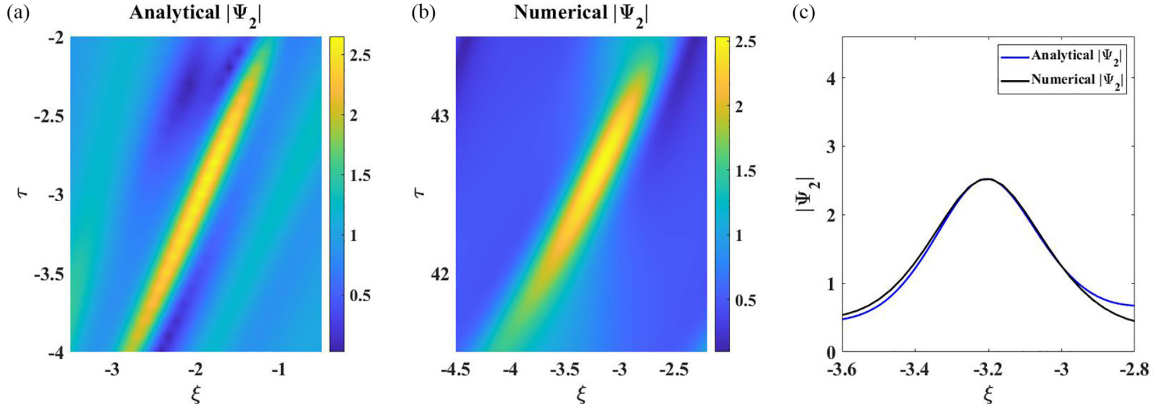 (a)
Analytical |Ψ₂|
-2
-2.5
-3
-3.5
-4
τ
-3
-2
-1
ξ
2.5
2
1.5
1
0.5
(b)
Numerical |Ψ₂|
43
42
τ
-4.5
-4
-3.5
-3
-2.5
ξ
2.5
2
1.5
1
0.5
(c)
Analytical |Ψ₂|
Numerical |Ψ₂|
4
3
2
1
0
|Ψ₂|
-3.6
-3.4
-3.2
-3
-2.8
ξ